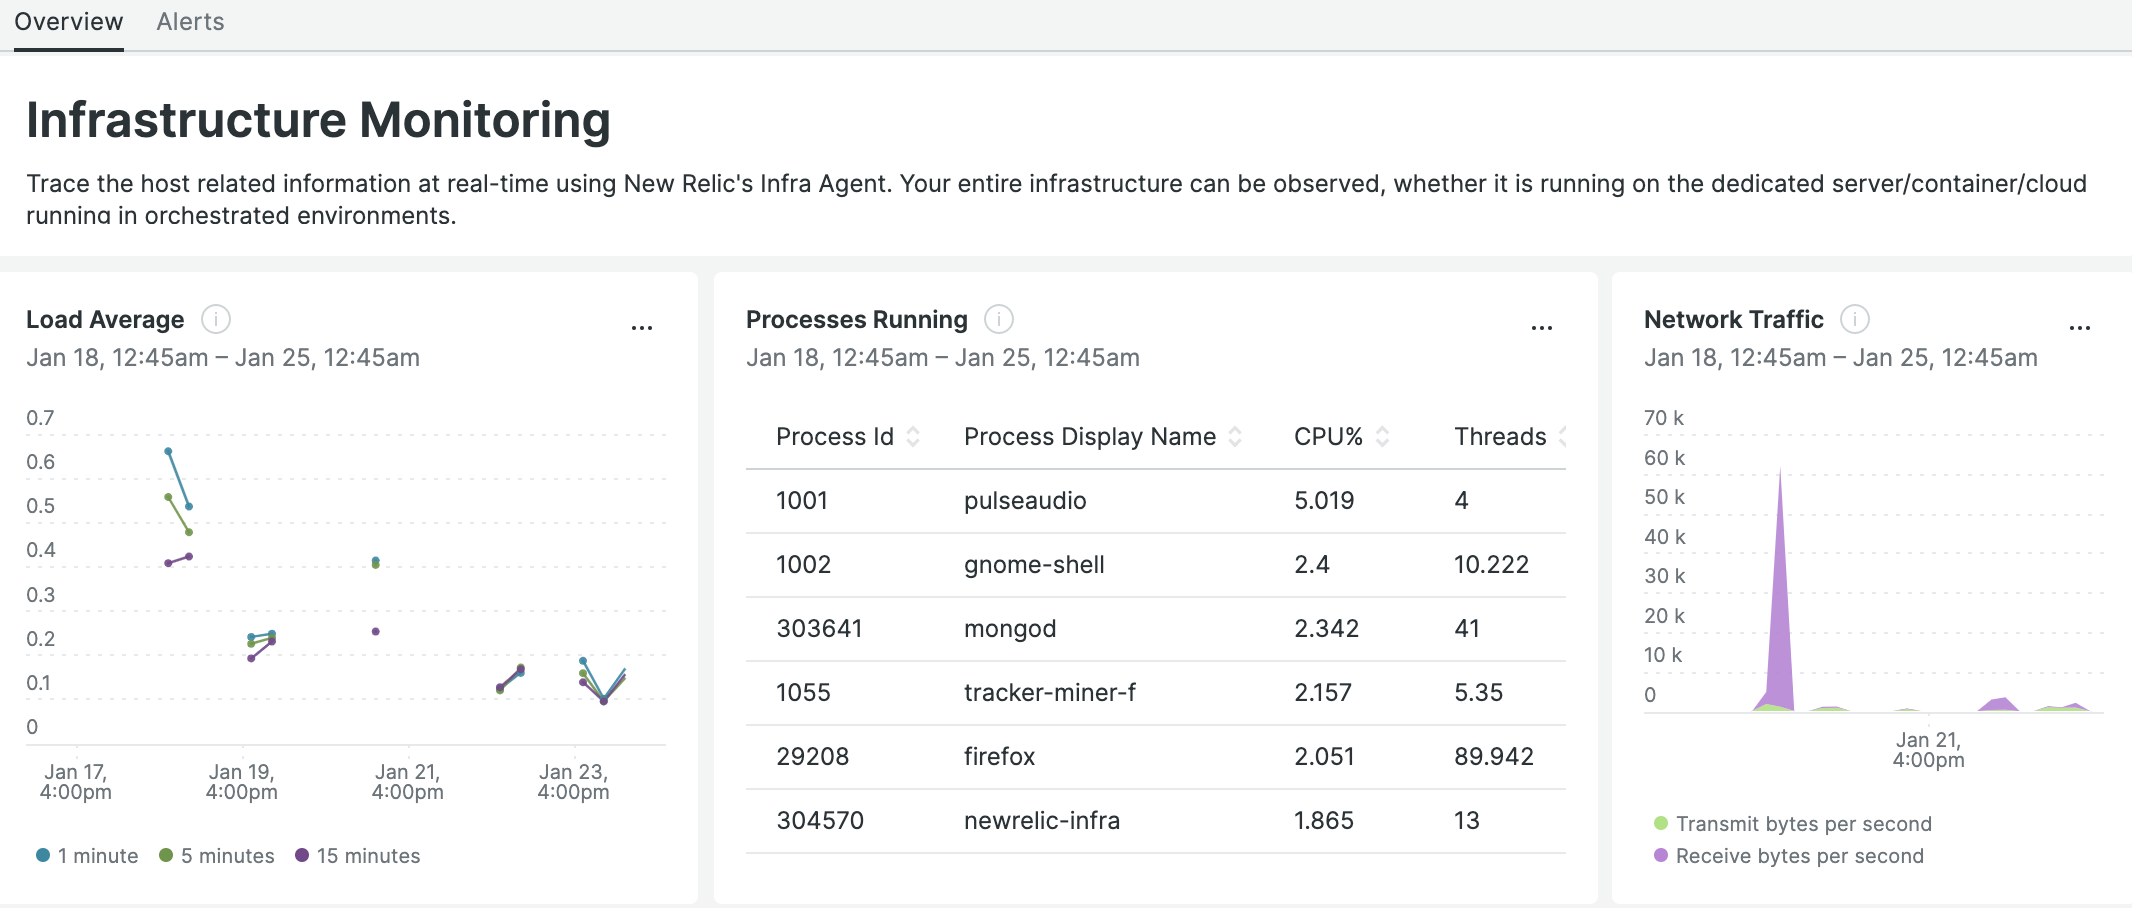 Overview Alerts
Infrastructure Monitoring
Trace the host related information at real-time using New Relic's Infra Agent. Your entire infrastructure can be observed, whether it is running on the dedicated server/container/cloud
running in orchestrated environments.
Load Average
Jan 18, 12:45am – Jan 25, 12:45am
0.7
0.6
0.5
0.4
0.3
0.2
0.1
0
Jan 17, 4:00pm
Jan 19, 4:00pm
Jan 21, 4:00pm
Jan 23, 4:00pm
1 minute 5 minutes 15 minutes
Processes Running
Jan 18, 12:45am – Jan 25, 12:45am
Process Id Process Display Name CPU% Threads
1001 pulseaudio 5.019 4
1002 gnome-shell 2.4 10.222
303641 mongod 2.342 41
1055 tracker-miner-f 2.157 5.35
29208 firefox 2.051 89.942
304570 newrelic-infra 1.865 13
Network Traffic
Jan 18, 12:45am – Jan 25, 12:45am
70 k
60 k
50 k
40 k
30 k
20 k
10 k
0
Jan 21,
4:00pm
Transmit bytes per second
Receive bytes per second